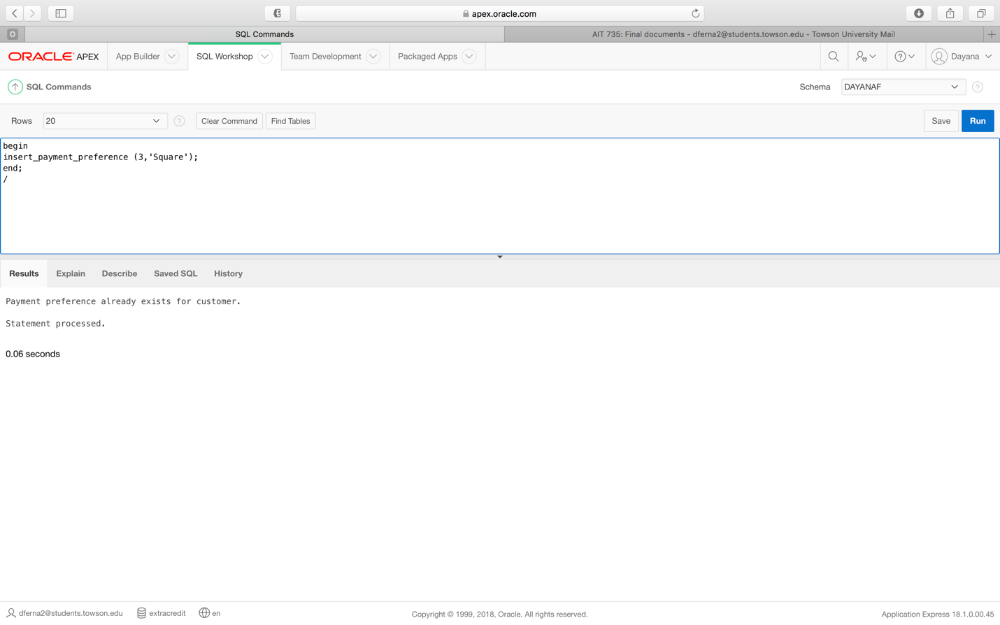 apex.oracle.com
O
SQL Commands
AIT 735: Final documents - dferna2@students.towson.edu - Towson University Mail
ORACLE APEX
App Builder
SQL Workshop
Team Development
Packaged Apps
Dayana
SQL Commands
Schema
DAYANAF
Rows
20
Clear Command
Find Tables
Save
Run
begin
insert_payment_preference (3,'Square');
end;
/
Results
Explain
Describe
Saved SQL
History
Payment preference already exists for customer.
Statement processed.
0.06 seconds
dferna2@students.towson.edu
extracredit
en
Copyright © 1999, 2018, Oracle. All rights reserved.
Application Express 18.1.0.00.45